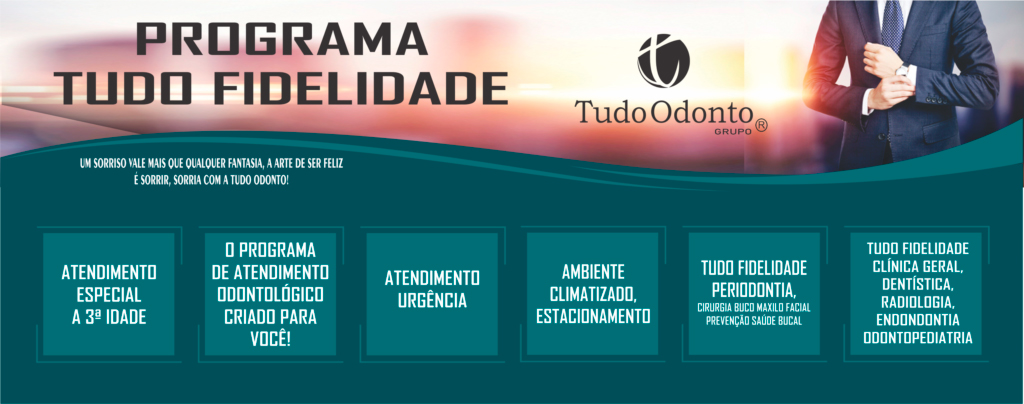 PROGRAMA
TUDO FIDELIDADE
t
TudoOdonto
GRUPO ®
UM SORRISO VALE MAIS QUE QUALQUER FANTASIA, A ARTE DE SER FELIZ
É SORRIR, SORRIA COM A TUDO ODONTO!
ATENDIMENTO
ESPECIAL
A 3ª IDADE
O PROGRAMA
DE ATENDIMENTO
ODONTOLÓGICO
CRIADO PARA
VOCÊ!
ATENDIMENTO
URGÊNCIA
AMBIENTE
CLIMATIZADO,
ESTACIONAMENTO
TUDO FIDELIDADE
PERIODONTIA,
CIRURGIA BUCO MAXILO FACIAL
PREVENÇÃO SAÚDE BUCAL
TUDO FIDELIDADE
CLÍNICA GERAL,
DENTÍSTICA,
RADIOLOGIA,
ENDONDONTIA
ODONTOPEDIATRIA